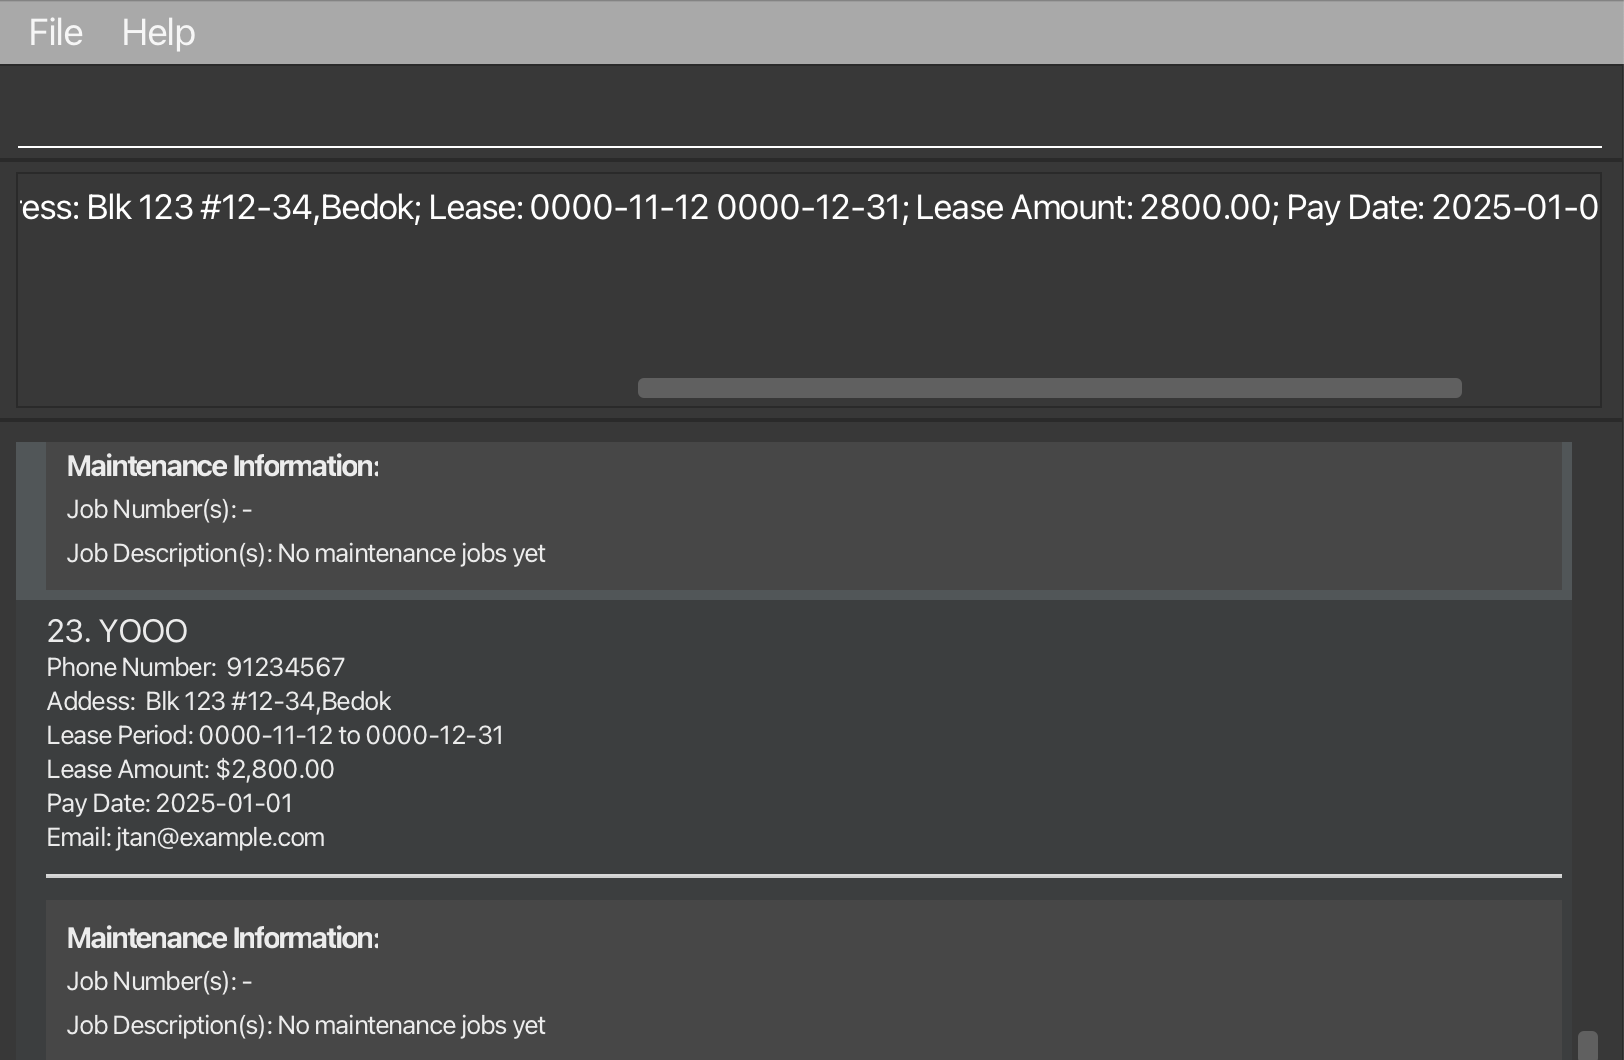 File Help
ess: Blk 123 #12-34,Bedok; Lease: 0000-11-12 0000-12-31; Lease Amount: 2800.00; Pay Date: 2025-01-0
Maintenance Information:
Job Number(s): -
Job Description(s): No maintenance jobs yet
23. YOOO
Phone Number: 91234567
Addess: Blk 123 #12-34,Bedok
Lease Period: 0000-11-12 to 0000-12-31
Lease Amount: $2,800.00
Pay Date: 2025-01-01
Email: jtan@example.com
Maintenance Information:
Job Number(s): -
Job Description(s): No maintenance jobs yet